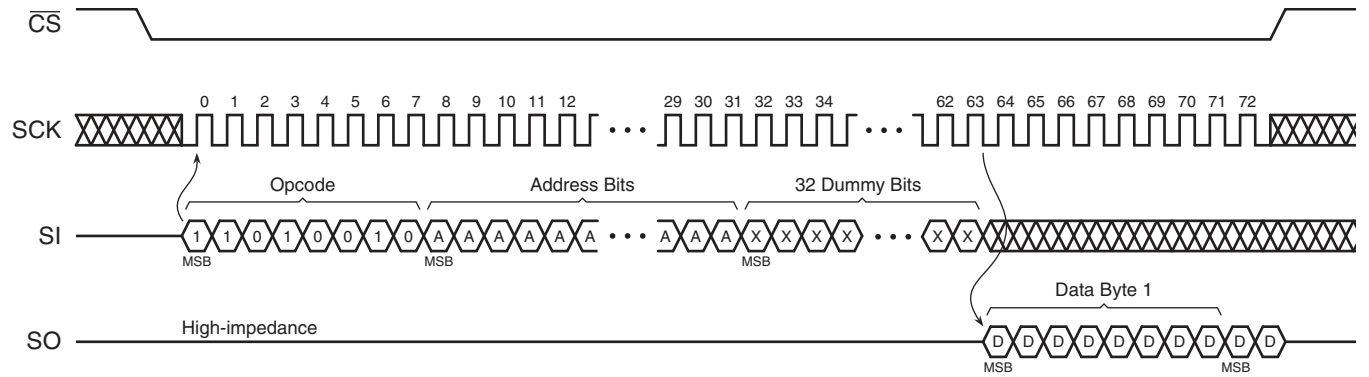 CS
0 1 2 3 4 5 6 7 8 9 10 11 12 29 30 31 32 33 34 62 63 64 65 66 67 68 69 70 71 72
SCK
Opcode Address Bits 32 Dummy Bits
SI 1 1 0 1 0 0 1 0 A A A A A A A A A X X X X X X
MSB MSB MSB
Data Byte 1
High-impedance
SO D D D D D D D D D D
MSB MSB